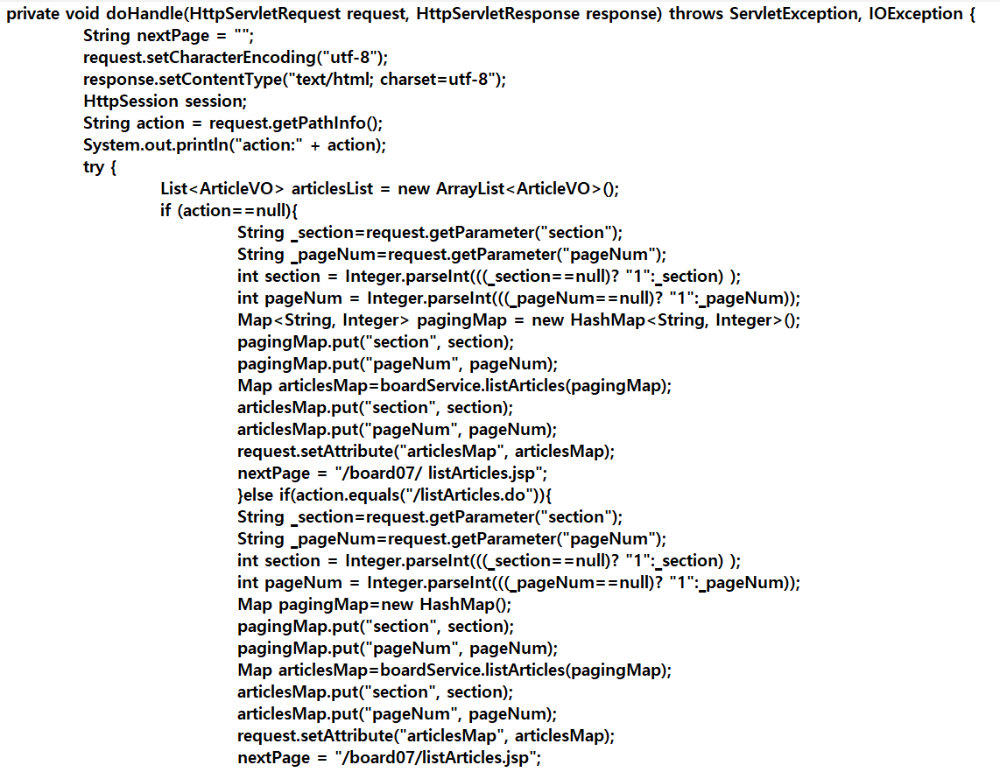 private void doHandle(HttpServletRequest request, HttpServletResponse response) throws ServletException, IOException {
String nextPage = "";
request.setCharacterEncoding("utf-8");
response.setContentType("text/html; charset=utf-8");
HttpSession session;
String action = request.getPathInfo();
System.out.println("action:" + action);
try {
List<ArticleVO> articlesList = new ArrayList<ArticleVO>();
if (action==null){
String _section=request.getParameter("section");
String _pageNum=request.getParameter("pageNum");
int section = Integer.parseInt(((_section==null)? "1":_section) );
int pageNum = Integer.parseInt(((_pageNum==null)? "1":_pageNum));
Map<String, Integer> pagingMap = new HashMap<String, Integer>();
pagingMap.put("section", section);
pagingMap.put("pageNum", pageNum);
Map articlesMap=boardService.listArticles(pagingMap);
articlesMap.put("section", section);
articlesMap.put("pageNum", pageNum);
request.setAttribute("articlesMap", articlesMap);
nextPage = "/board07/ listArticles.jsp";
}else if(action.equals("/listArticles.do")){
String _section=request.getParameter("section");
String _pageNum=request.getParameter("pageNum");
int section = Integer.parseInt(((_section==null)? "1":_section) );
int pageNum = Integer.parseInt(((_pageNum==null)? "1":_pageNum));
Map pagingMap=new HashMap();
pagingMap.put("section", section);
pagingMap.put("pageNum", pageNum);
Map articlesMap=boardService.listArticles(pagingMap);
articlesMap.put("section", section);
articlesMap.put("pageNum", pageNum);
request.setAttribute("articlesMap", articlesMap);
nextPage = "/board07/listArticles.jsp";